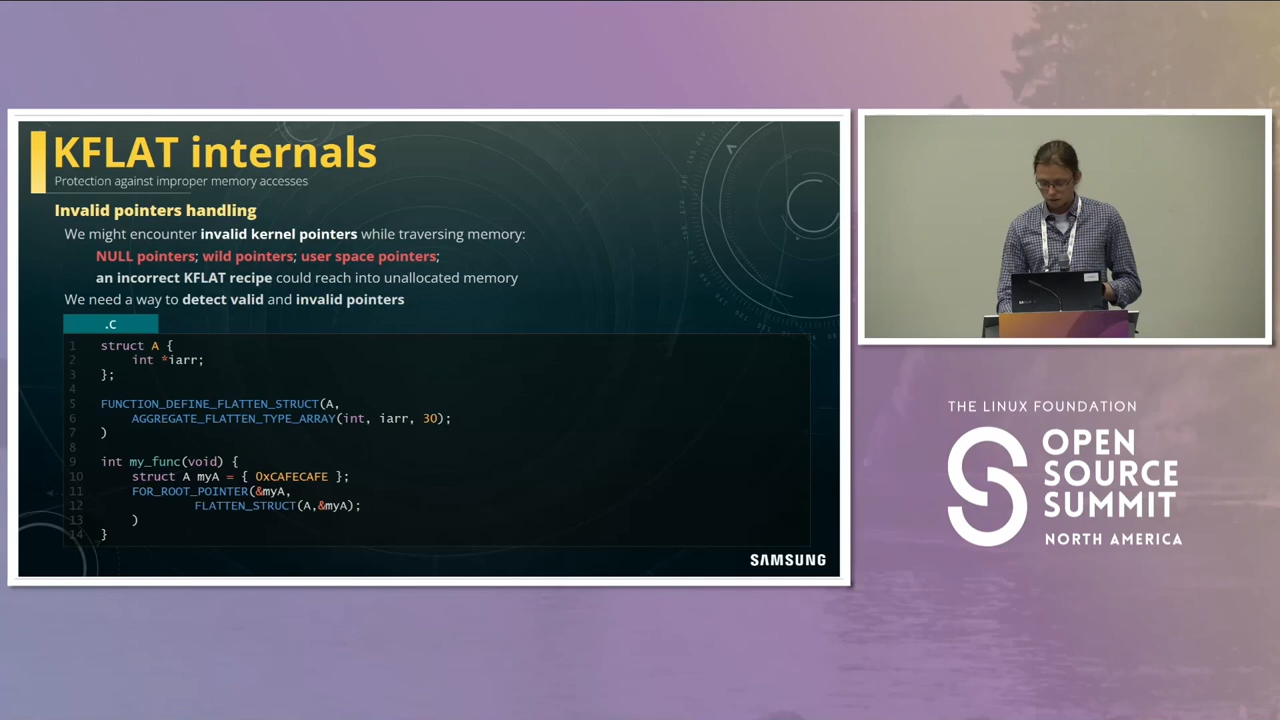 KFLAT internals
Protection against improper memory accesses
Invalid pointers handling
We might encounter invalid kernel pointers while traversing memory:
NULL pointers; wild pointers; user space pointers;
an incorrect KFLAT recipe could reach into unallocated memory
We need a way to detect valid and invalid pointers
.C
1 struct A {
2 int *iarr;
3 };
4
5 FUNCTION_DEFINE_FLATTEN_STRUCT(A,
6 AGGREGATE_FLATTEN_TYPE_ARRAY(int, iarr, 30);
7 )
8
9 int my_func(void) {
10 struct A myA = { 0xCAFECAFE };
11 FOR_ROOT_POINTER(&myA,
12 FLATTEN_STRUCT(A,&myA);
13 )
14 }
SAMSUNG
THE LINUX FOUNDATION
OPEN
SOURCE
SUMMIT
NORTH AMERICA